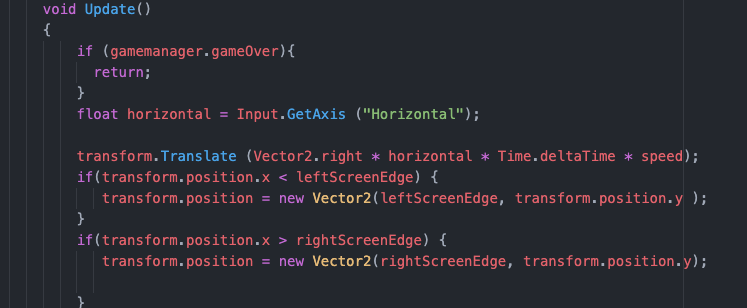 void Update()
{
if (gamemanager.gameOver){
return;
}
float horizontal = Input.GetAxis ("Horizontal");
transform.Translate (Vector2.right * horizontal * Time.deltaTime * speed);
if(transform.position.x < leftScreenEdge) {
transform.position = new Vector2(leftScreenEdge, transform.position.y );
}
if(transform.position.x > rightScreenEdge) {
transform.position = new Vector2(rightScreenEdge, transform.position.y);
}